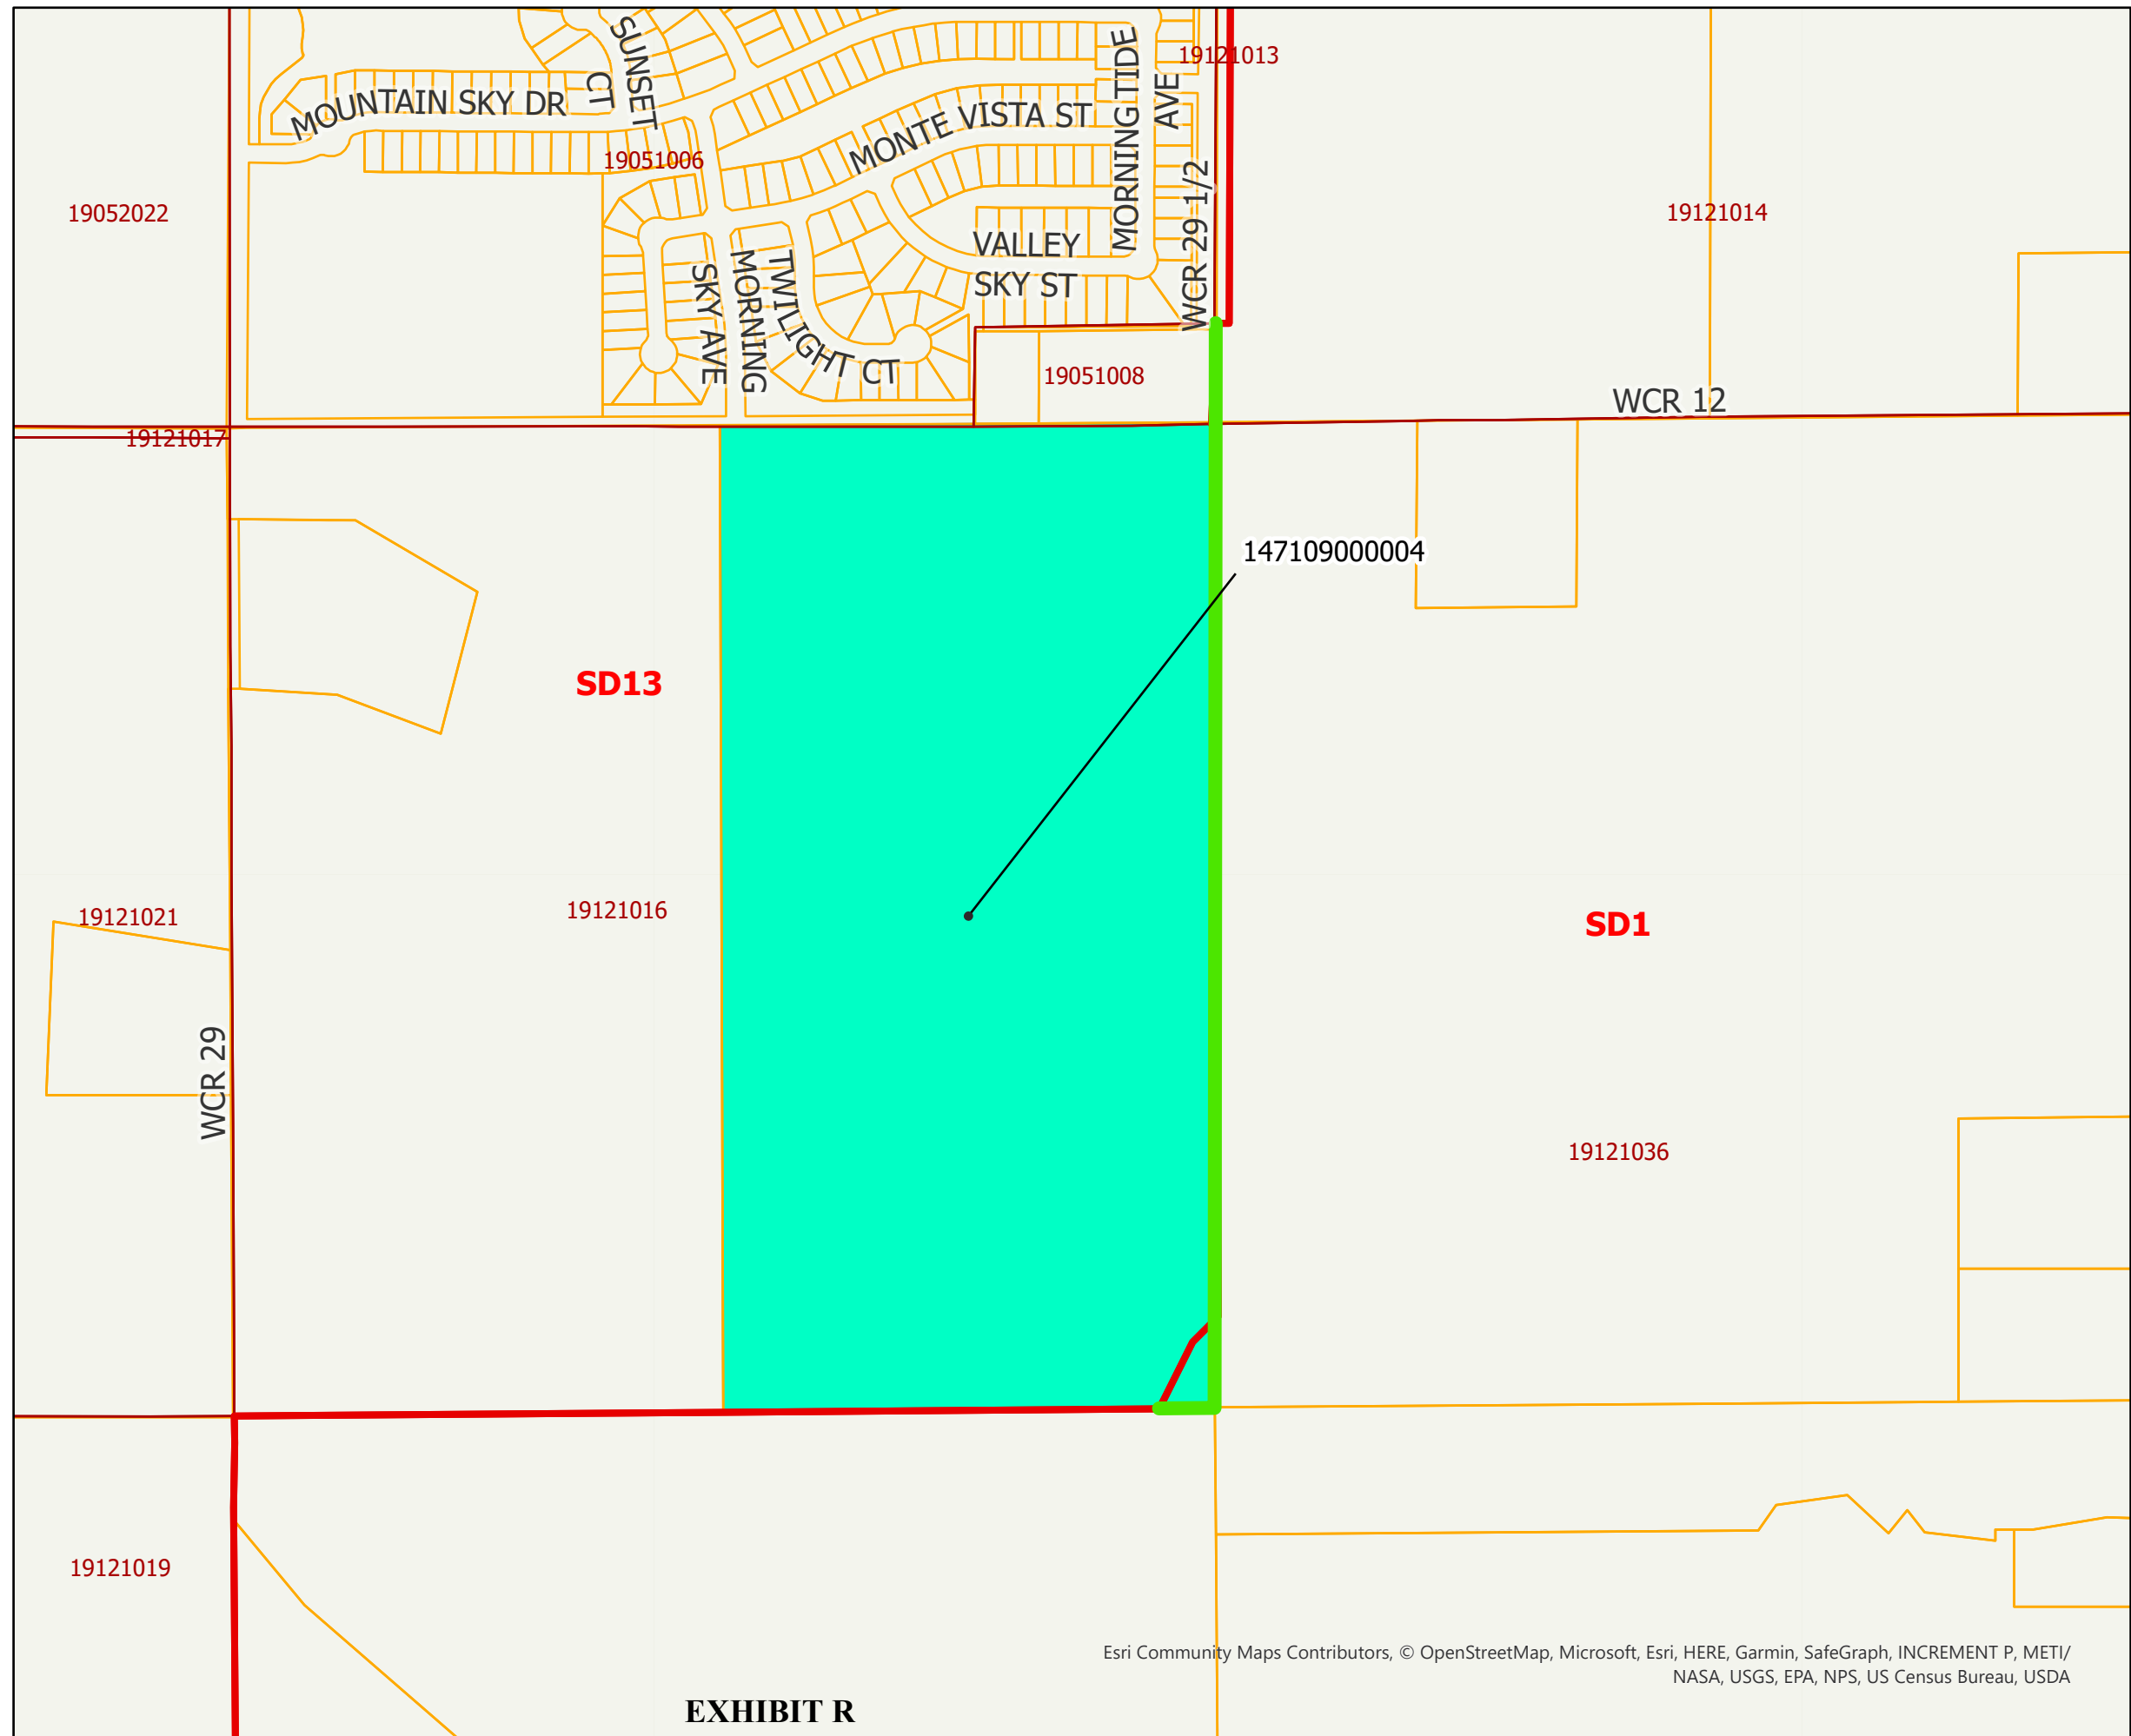 19121013
SUNSET
CT
MOUNTAIN SKY DR
MONTE VISTA ST
MORNINGTIDE
AVE
19051006
19052022
19121014
WCR 29 1/2
VALLEY
SKY ST
SKY AVE
MORNING
TWILIGHT CT
19051008
WCR 12
19121017
147109000004
SD13
19121016
19121021
SD1
WCR 29
19121036
19121019
Esri Community Maps Contributors, © OpenStreetMap, Microsoft, Esri, HERE, Garmin, SafeGraph, INCREMENT P, METI/
NASA, USGS, EPA, NPS, US Census Bureau, USDA
EXHIBIT R